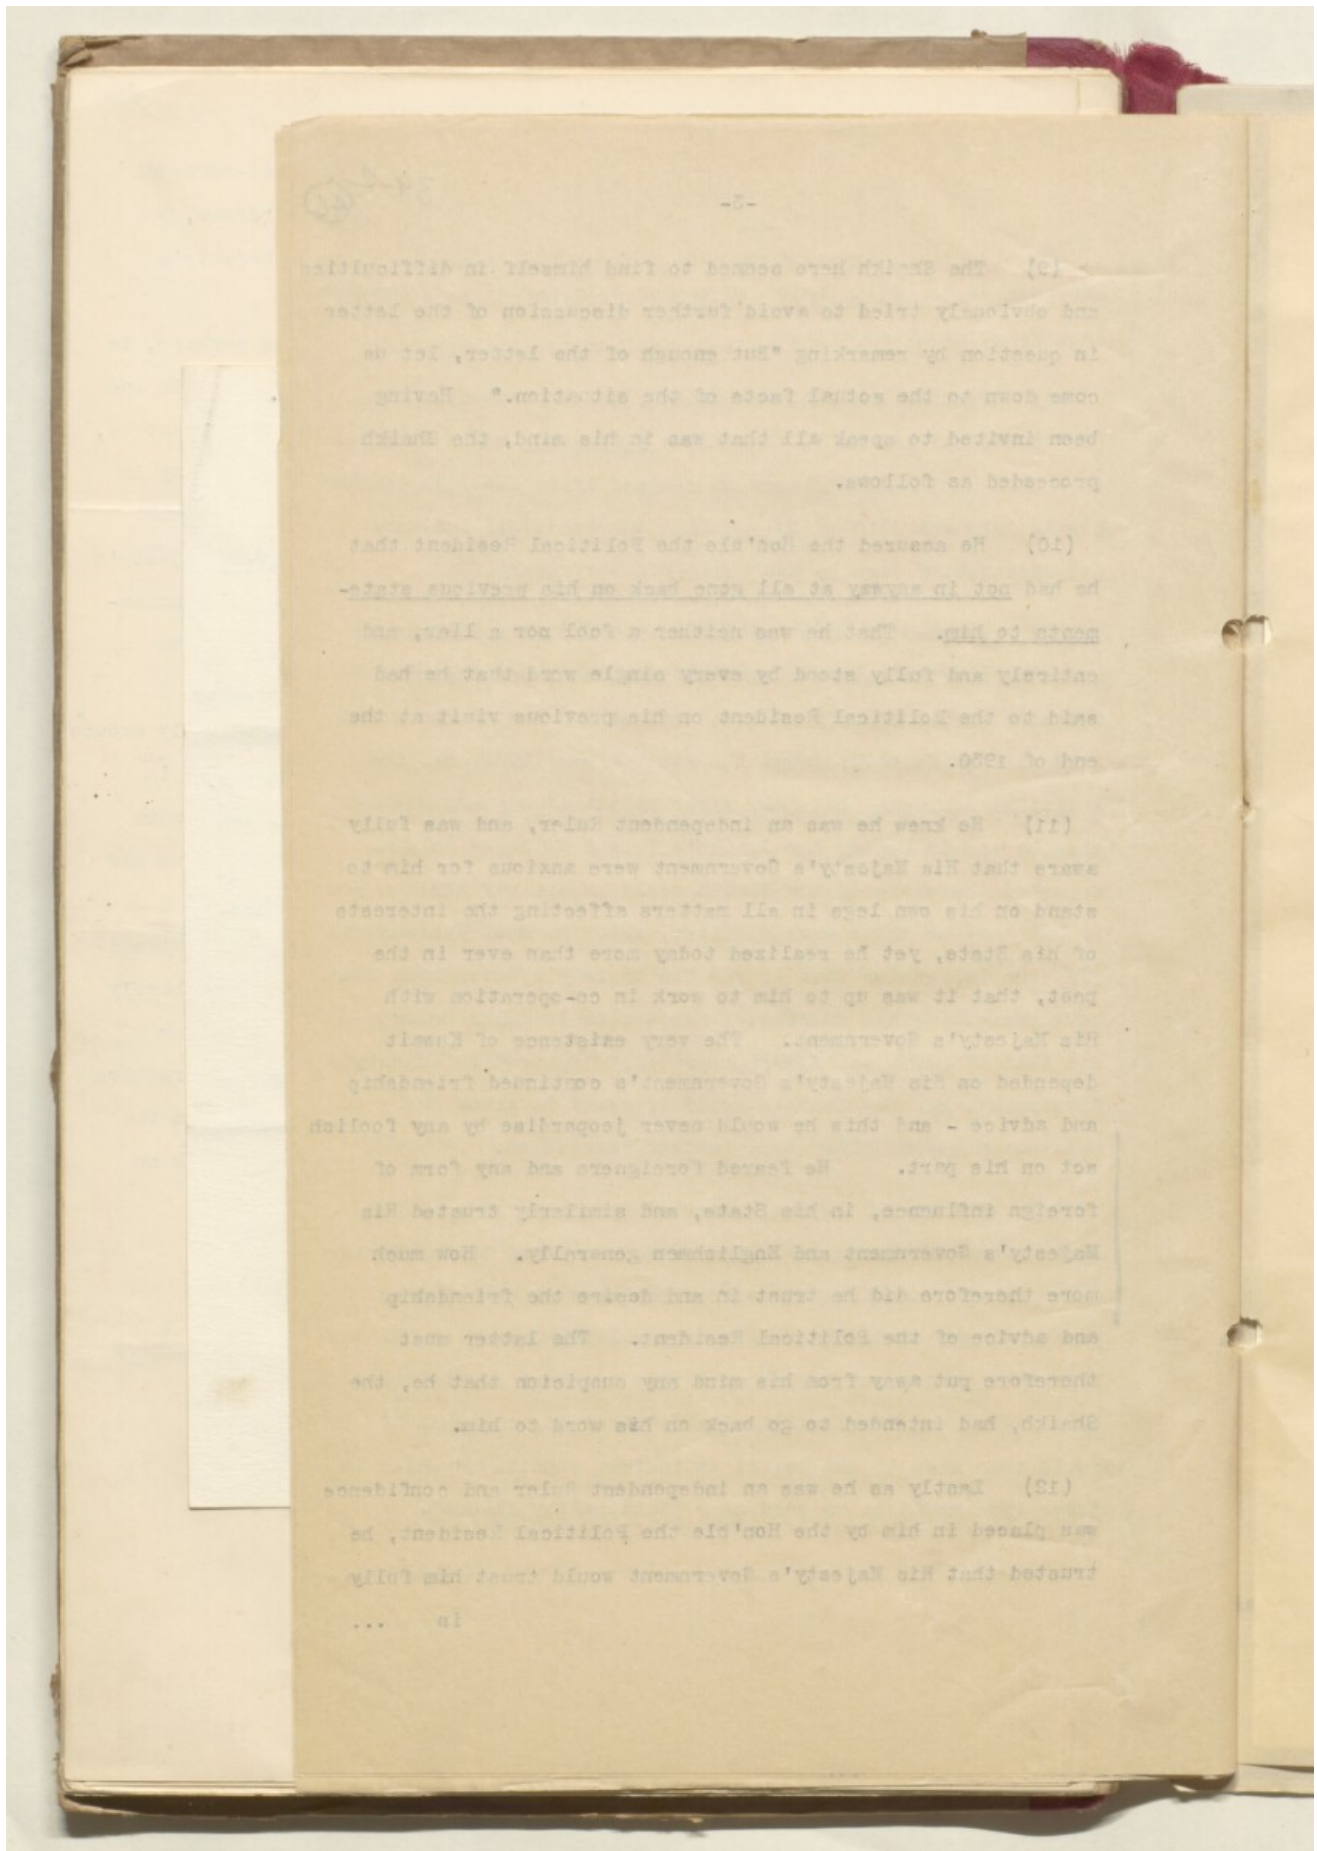 -3-
(9) The Shaikh here seemed to find himself in difficulties
and obviously tried to avoid further discussion of the letter
in question by remarking "But enough of the letter, let us
come down to the actual facts of the situation." Having
been invited to speak all that was in his mind, the Shaikh
proceeded as follows.
(10) He assured the Hon'ble the Political Resident that
he had not in anyway at all gone back on his previous state-
ments to him. That he was neither a fool nor a liar, and
entirely and fully stood by every single word that he had
said to the Political Resident on his previous visit at the
end of 1930.
(11) He knew he was an independent Ruler, and was fully
aware that His Majesty's Government were anxious for him to
stand on his own legs in all matters affecting the interests
of his State, yet he realized today more than ever in the
past, that it was up to him to work in co-operation with
His Majesty's Government. The very existence of Kuwait
depended on His Majesty's Government's continued friendship
and advice - and this he would never jeopardise by any foolish
act on his part. He feared foreigners and any form of
foreign influence, in his State, and similarly trusted His
Majesty's Government and Englishmen generally. How much
more therefore did he trust in and desire the friendship
and advice of the Political Resident. The latter must
therefore put away from his mind any suspicion that he, the
Shaikh, had intended to go back on his word to him.
(12) Lastly as he was an independent Ruler and confidence
was placed in him by the Hon'ble the Political Resident, he
trusted that His Majesty's Government would trust him fully
in ...